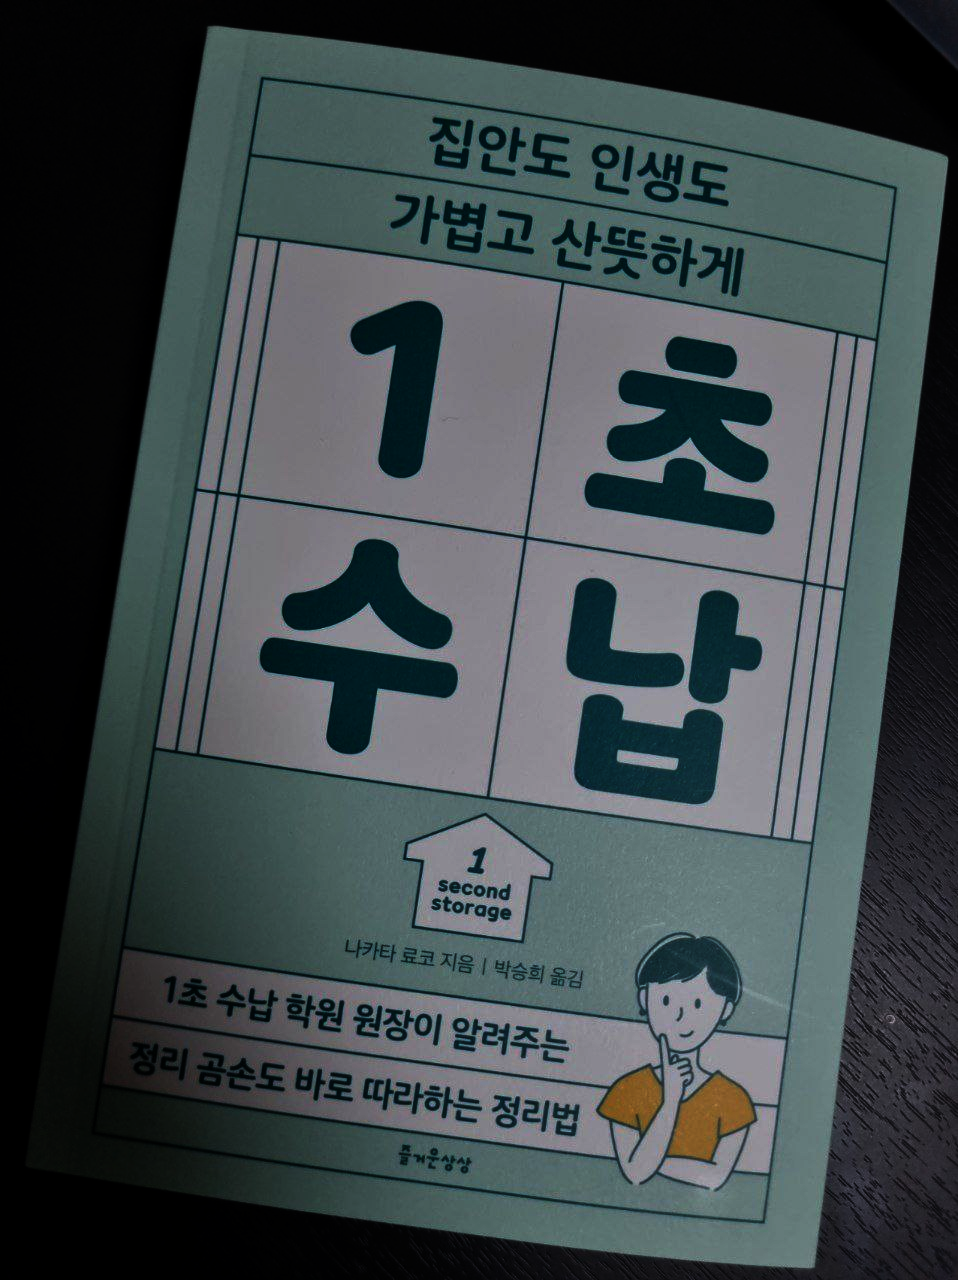 집안도 인생도
가볍고 산뜻하게
1초
수납
1
second
storage
나카타 료코 지음 | 박승희 옮김
1초 수납 학원 원장이 알려주는
정리 곰손도 바로 따라하는 정리법
즐거운상상